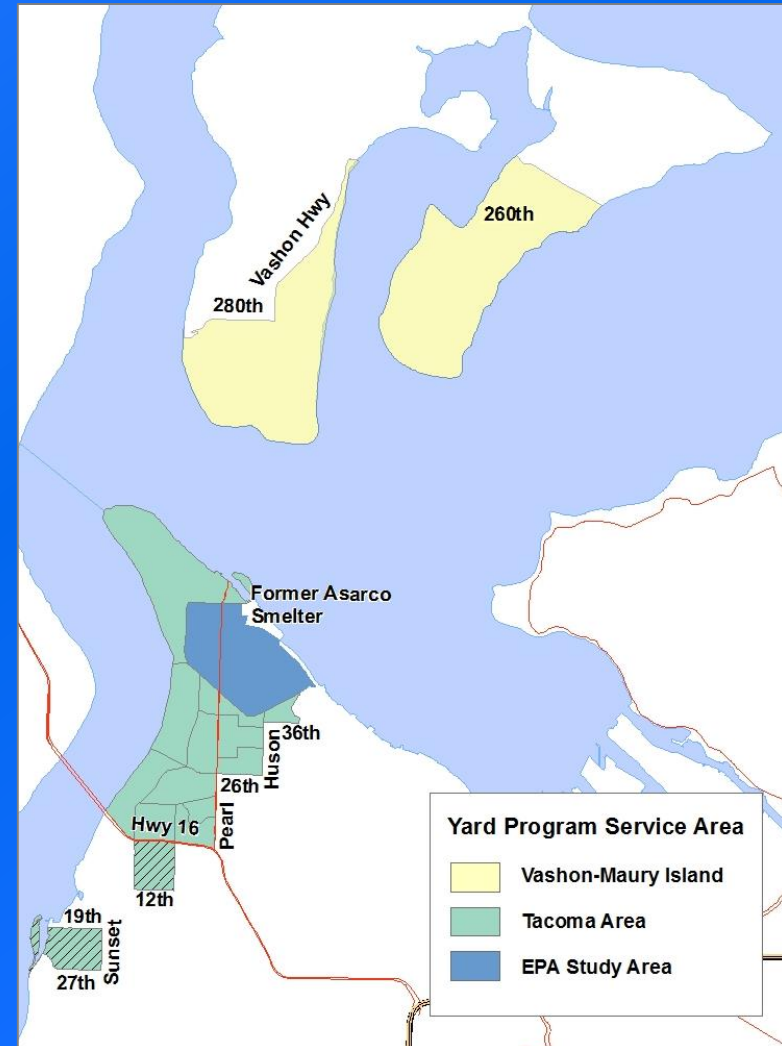 260th
Vashon Hwy
280th
Former Asarco
Smelter
36th
Huson
26th
Pearl
Hwy 16
12th
19th
Sunset
27th
Yard Program Service Area
Vashon-Maury Island
Tacoma Area
EPA Study Area